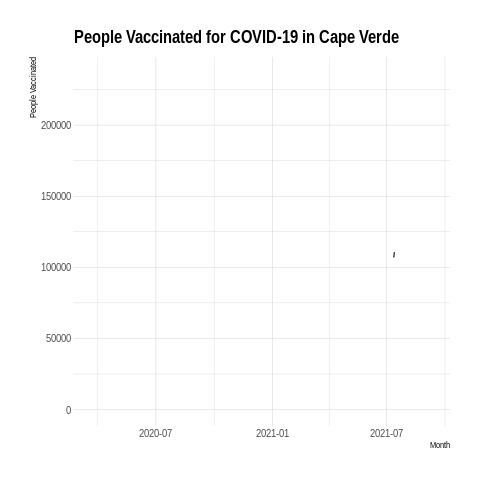 People Vaccinated for COVID-19 in Cape Verde
People Vaccinated
200000
150000
100000
50000
0
2020-07
2021-01
2021-07
Month